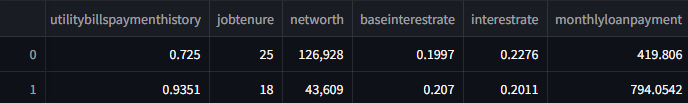 utilitybillspaymenthistory jobtenure networth baseinterestrate interestrate monthlyloanpayment
0 0.725 25 126,928 0.1997 0.2276 419.806
1 0.9351 18 43,609 0.207 0.2011 794.0542